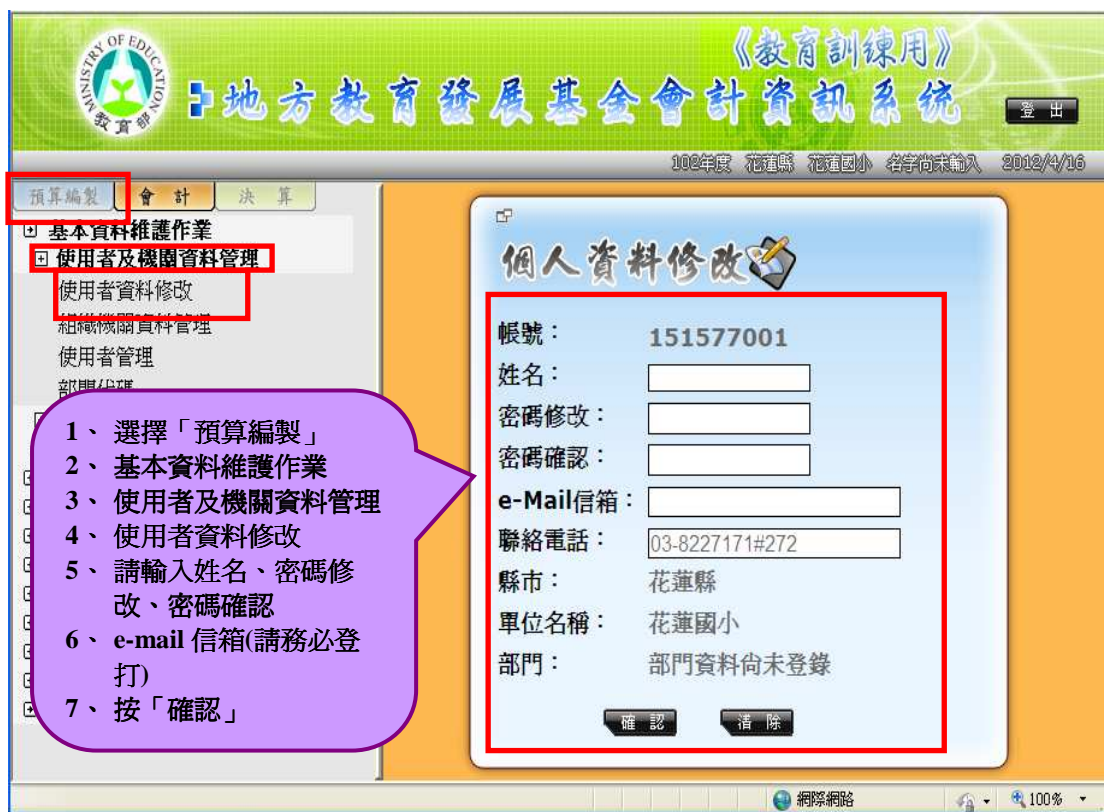 MINISTRY OF EDUCATION
教育部
《教育訓練用》
地方教育發展基金會計資訊系統
登 出
102年度 花蓮縣 花蓮國小 名字尚未輸入 2012/4/16
預算編製 會 計 決 算
基本資料維護作業
使用者及機關資料管理
使用者資料修改
組織機關資料管理
使用者管理
部門代碼
1、 選擇「預算編製」
2、 基本資料維護作業
3、 使用者及機關資料管理
4、 使用者資料修改
5、 請輸入姓名、密碼修
改、密碼確認
6、 e-mail 信箱(請務必登
打)
7、 按「確認」
個人資料修改
帳號： 151577001
姓名：
密碼修改：
密碼確認：
e-Mail信箱：
聯絡電話： 03-8227171#272
縣市： 花蓮縣
單位名稱： 花蓮國小
部門： 部門資料尚未登錄
確 認 清 除
網際網路 100%